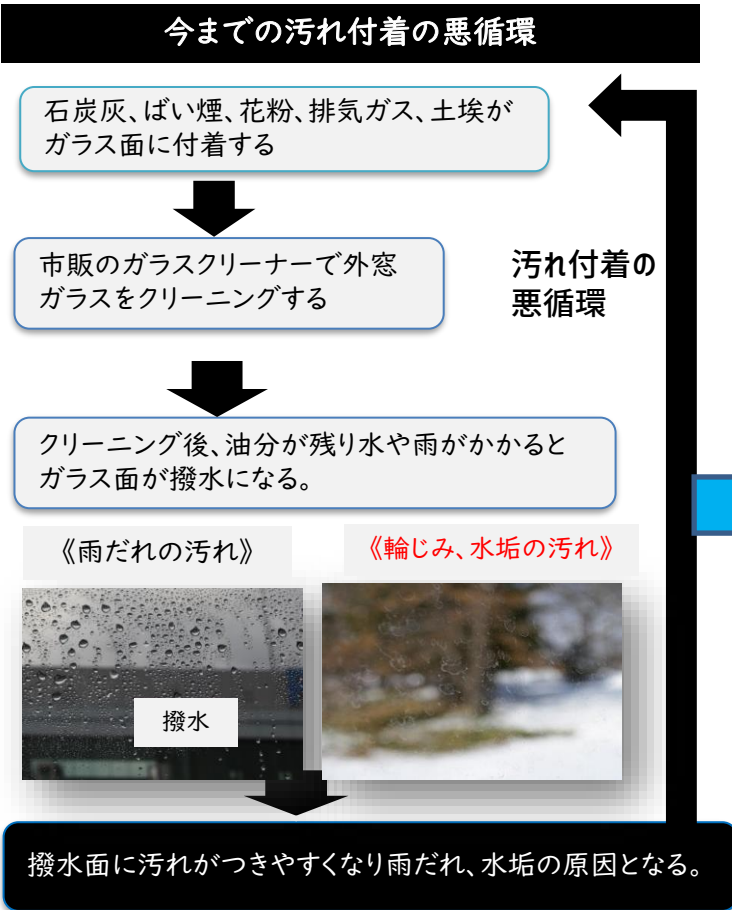 今までの汚れ付着の悪循環
石炭灰、ばい煙、花粉、排気ガス、土埃が
ガラス面に付着する
市販のガラスクリーナーで外窓
ガラスをクリーニングする
汚れ付着の
悪循環
クリーニング後、油分が残り水や雨がかかると
ガラス面が撥水になる。
《雨だれの汚れ》
《輪じみ、水垢の汚れ》
撥水
撥水面に汚れがつきやすくなり雨だれ、水垢の原因となる。